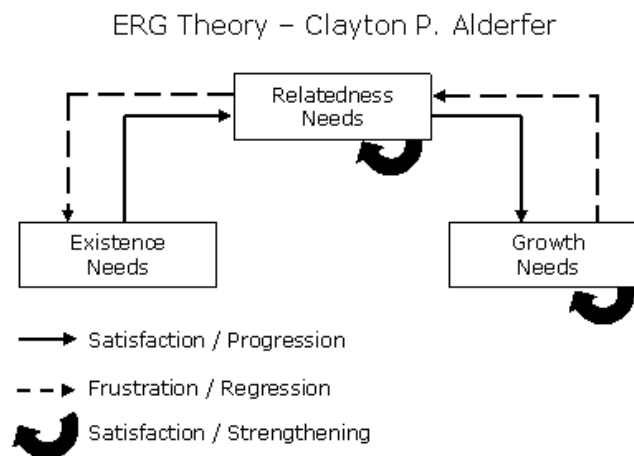 ERG Theory – Clayton P. Alderfer
Relatedness
Needs
Existence
Needs
Growth
Needs
Satisfaction / Progression
Frustration / Regression
Satisfaction / Strengthening